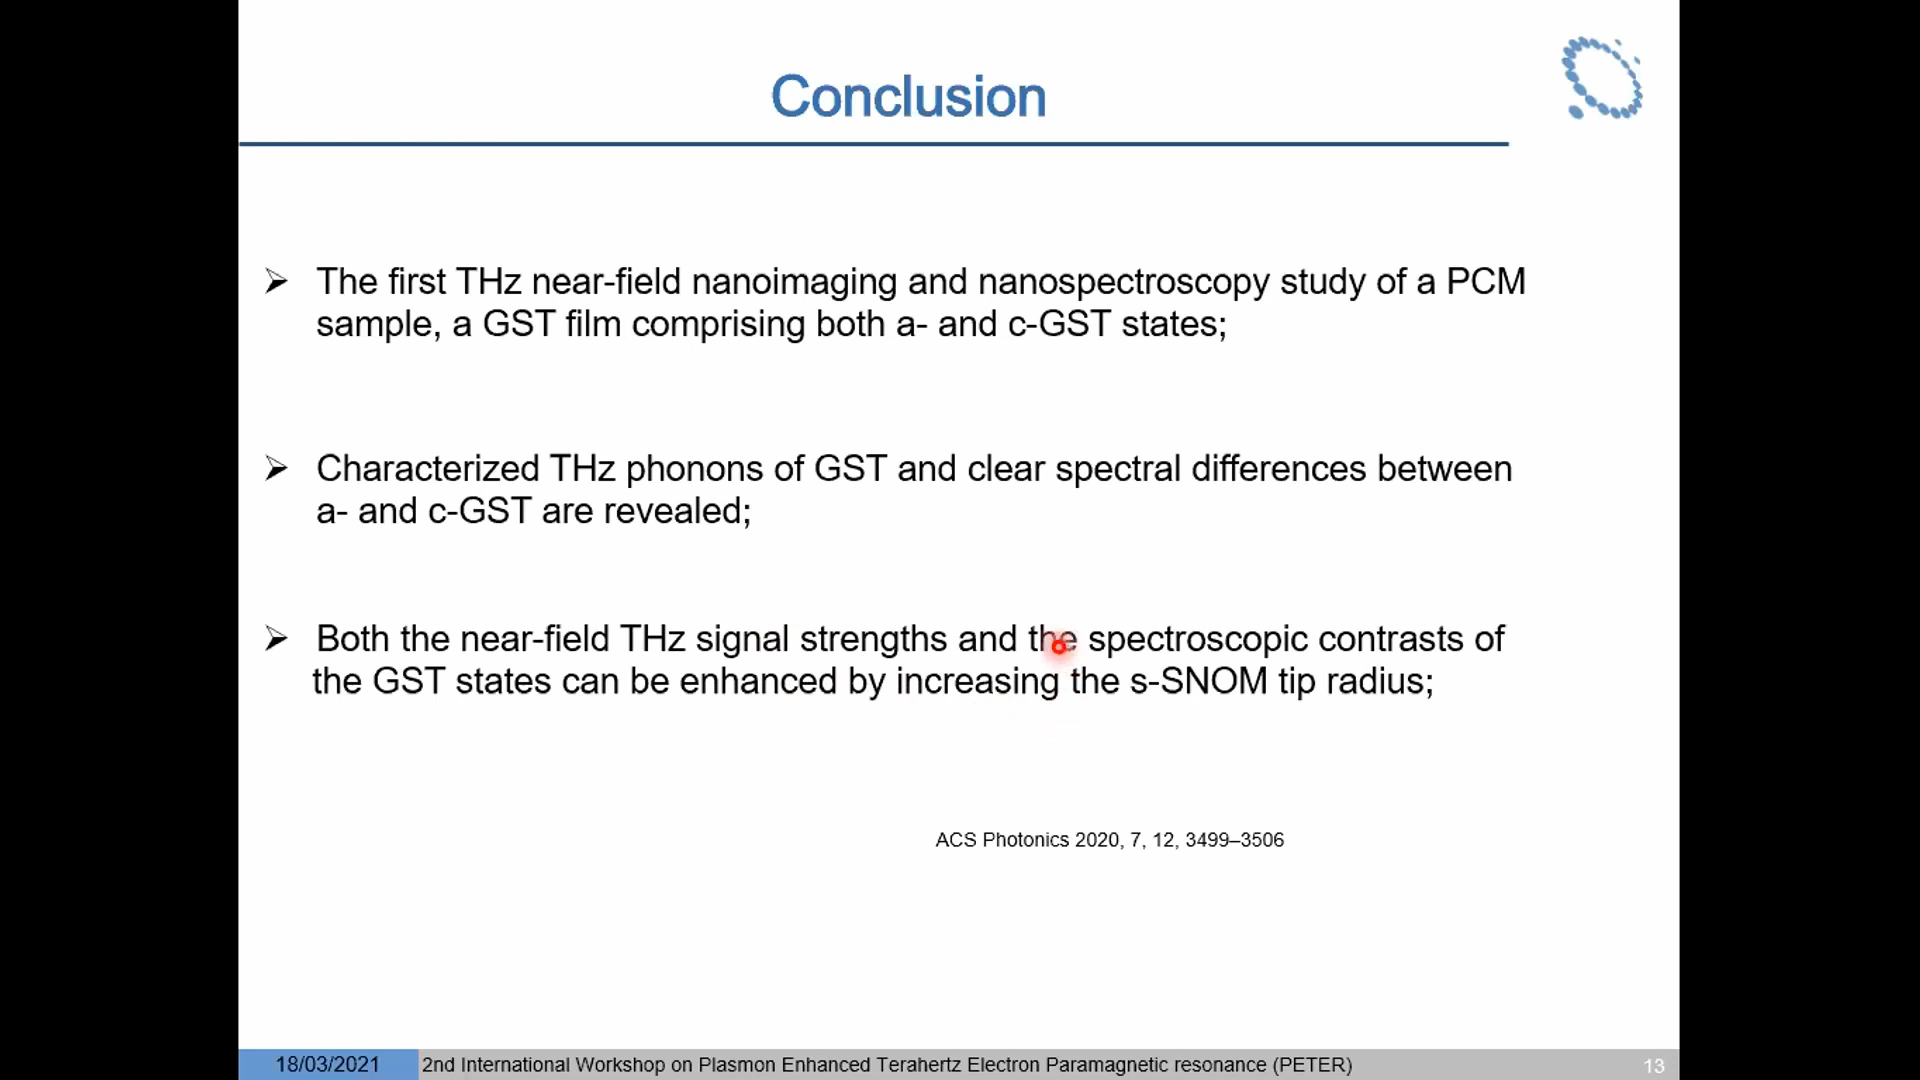 Conclusion
➢ The first THz near-field nanoimaging and nanospectroscopy study of a PCM
sample, a GST film comprising both a- and c-GST states;
➢ Characterized THz phonons of GST and clear spectral differences between
a- and c-GST are revealed;
➢ Both the near-field THz signal strengths and the spectroscopic contrasts of
the GST states can be enhanced by increasing the s-SNOM tip radius;
ACS Photonics 2020, 7, 12, 3499–3506
18/03/2021 2nd International Workshop on Plasmon Enhanced Terahertz Electron Paramagnetic resonance (PETER) 13